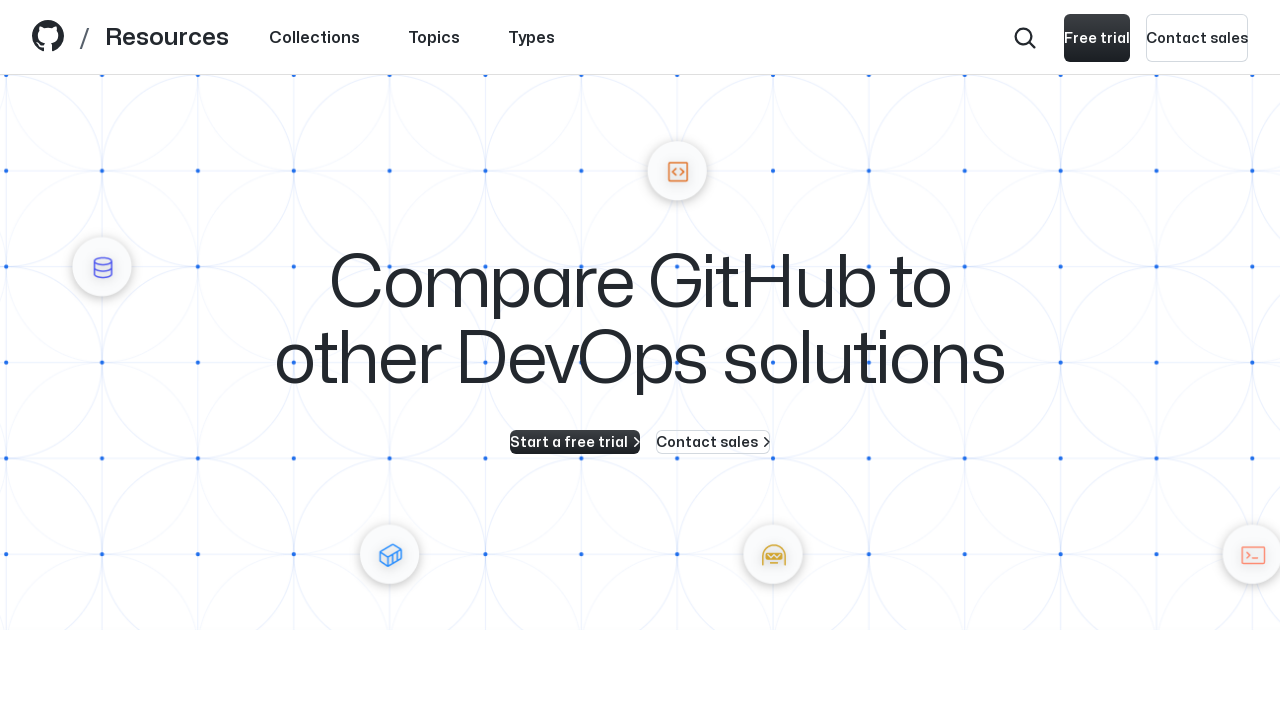 / Resources Collections Topics Types Free trial Contact sales
Compare GitHub to
other DevOps solutions
Start a free trial Contact sales